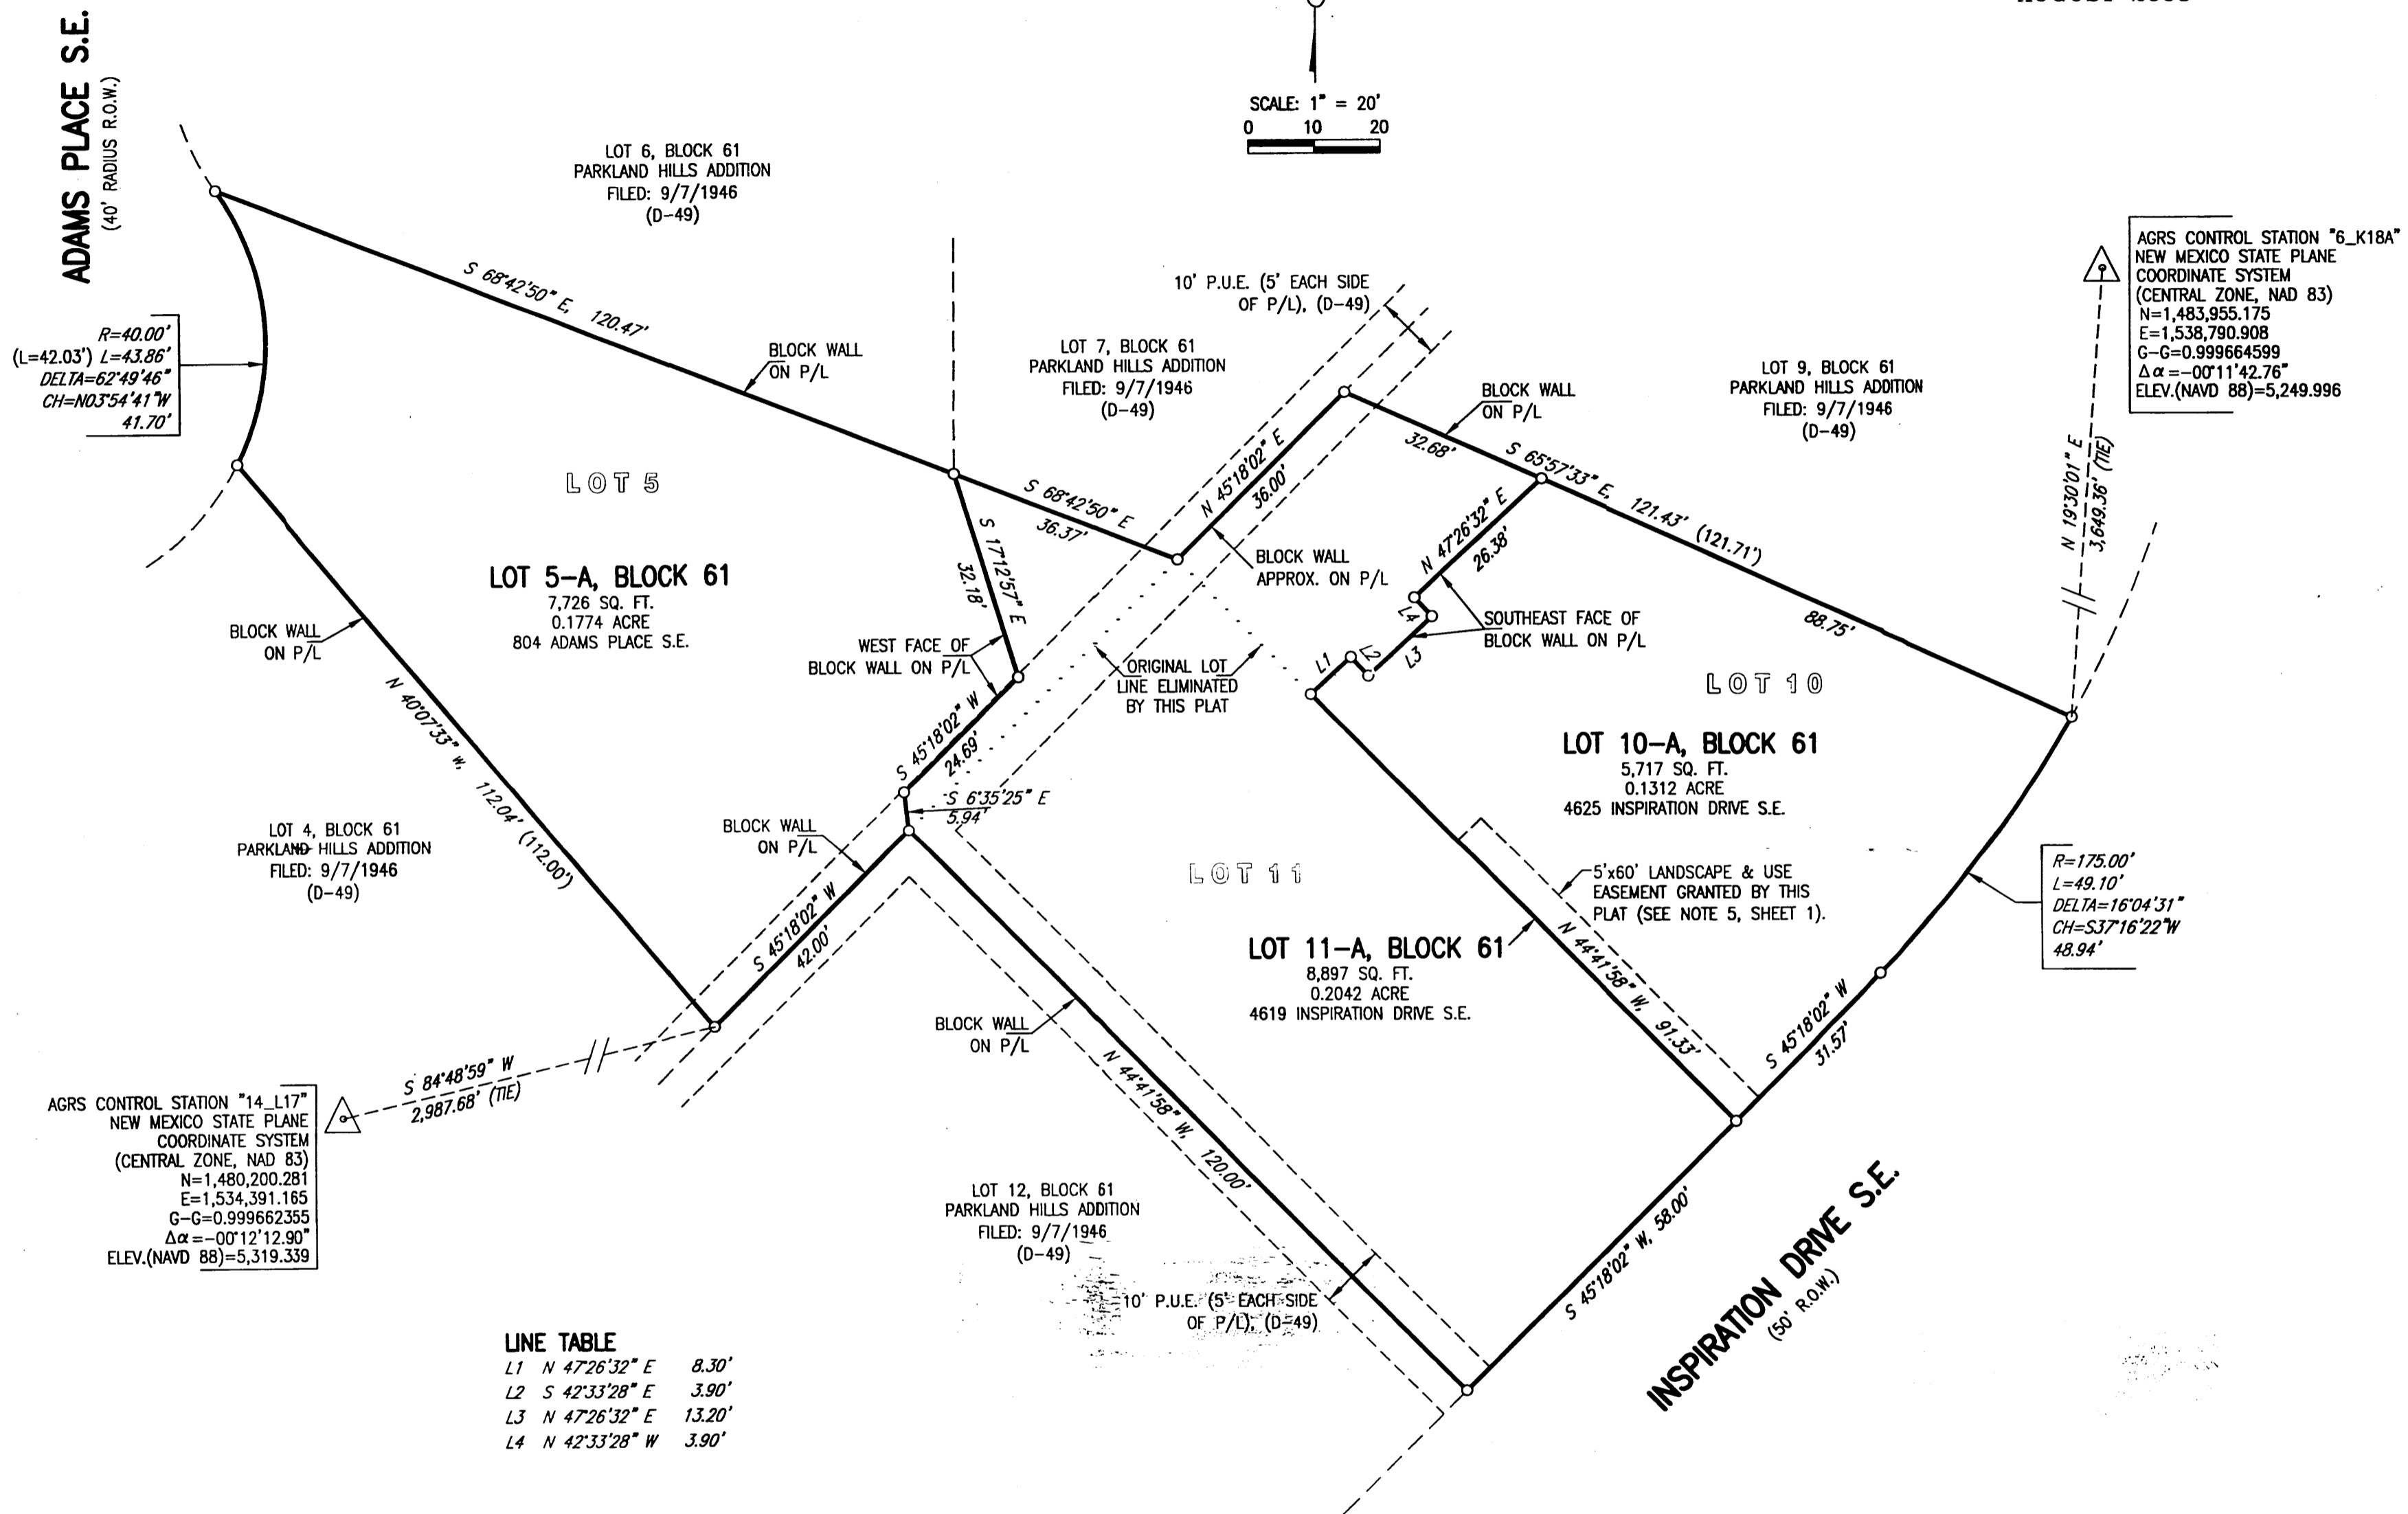 ADAMS PLACE S.E.
(40' RADIUS R.O.W.)
SCALE: 1" = 20'
0 10 20
LOT 6, BLOCK 61
PARKLAND HILLS ADDITION
FILED: 9/7/1946
(D-49)
AGRS CONTROL STATION "6_K18A"
NEW MEXICO STATE PLANE
COORDINATE SYSTEM
(CENTRAL ZONE, NAD 83)
N=1,483,955.175
E=1,538,790.908
G-G=0.999664599
Δα=-00°11'42.76"
ELEV.(NAVD 88)=5,249.996
N 19°30'01" E
3,649.36' (TIE)
R=40.00'
(L=42.03') L=43.86'
DELTA=62°49'46"
CH=N03°54'41"W
41.70'
S 68°42'50" E, 120.47'
BLOCK WALL
ON P/L
10' P.U.E. (5' EACH SIDE
OF P/L), (D-49)
LOT 7, BLOCK 61
PARKLAND HILLS ADDITION
FILED: 9/7/1946
(D-49)
LOT 9, BLOCK 61
PARKLAND HILLS ADDITION
FILED: 9/7/1946
(D-49)
BLOCK WALL
ON P/L
32.68'
S 65°57'33" E, 121.43' (121.71')
88.75'
N 45°18'02" E
36.00'
S 68°42'50" E
36.37'
S 17°12'57" E
32.18'
N 47°26'32" E
26.38'
LOT 5
LOT 5-A, BLOCK 61
7,726 SQ. FT.
0.1774 ACRE
804 ADAMS PLACE S.E.
BLOCK WALL
APPROX. ON P/L
SOUTHEAST FACE OF
BLOCK WALL ON P/L
L4
L3
L2
L1
BLOCK WALL
ON P/L
WEST FACE OF
BLOCK WALL ON P/L
ORIGINAL LOT
LINE ELIMINATED
BY THIS PLAT
LOT 10
LOT 10-A, BLOCK 61
5,717 SQ. FT.
0.1312 ACRE
4625 INSPIRATION DRIVE S.E.
N 40°07'33" W, 112.04' (112.00')
S 45°18'02" W
24.69'
S 6°35'25" E
5.94'
BLOCK WALL
ON P/L
LOT 4, BLOCK 61
PARKLAND HILLS ADDITION
FILED: 9/7/1946
(D-49)
S 45°18'02" W
42.00'
LOT 11
5'x60' LANDSCAPE & USE
EASEMENT GRANTED BY THIS
PLAT (SEE NOTE 5, SHEET 1).
R=175.00'
L=49.10'
DELTA=16°04'31"
CH=S37°16'22"W
48.94'
LOT 11-A, BLOCK 61
8,897 SQ. FT.
0.2042 ACRE
4619 INSPIRATION DRIVE S.E.
N 44°41'58" W, 91.33'
S 45°18'02" W
31.57'
BLOCK WALL
ON P/L
N 44°41'58" W, 120.00'
S 84°48'59" W
2,987.68' (TIE)
AGRS CONTROL STATION "14_L17"
NEW MEXICO STATE PLANE
COORDINATE SYSTEM
(CENTRAL ZONE, NAD 83)
N=1,480,200.281
E=1,534,391.165
G-G=0.999662355
Δα=-00°12'12.90"
ELEV.(NAVD 88)=5,319.339
LOT 12, BLOCK 61
PARKLAND HILLS ADDITION
FILED: 9/7/1946
(D-49)
10' P.U.E. (5' EACH SIDE
OF P/L), (D-49)
S 45°18'02" W, 58.00'
INSPIRATION DRIVE S.E.
(50' R.O.W.)
LINE TABLE
L1 N 47°26'32" E 8.30'
L2 S 42°33'28" E 3.90'
L3 N 47°26'32" E 13.20'
L4 N 42°33'28" W 3.90'